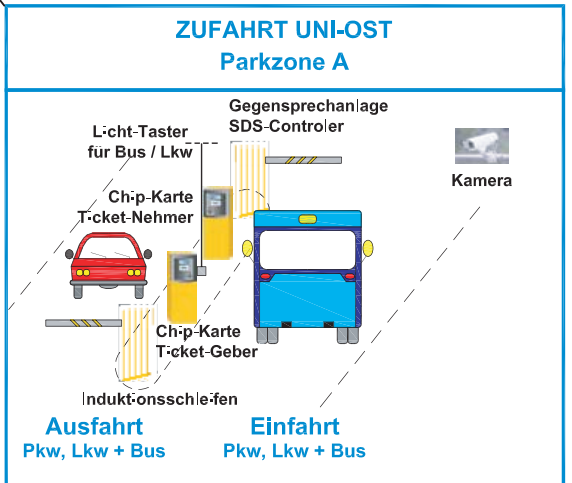 ZUFAHRT UNI-OST
Parkzone A
Gegensprechanlage
SDS-Controler
Licht-Taster
für Bus / Lkw
Kamera
Chip-Karte
Ticket-Nehmer
Chip-Karte
Ticket-Geber
Induktionsschleifen
Ausfahrt
Pkw, Lkw + Bus
Einfahrt
Pkw, Lkw + Bus